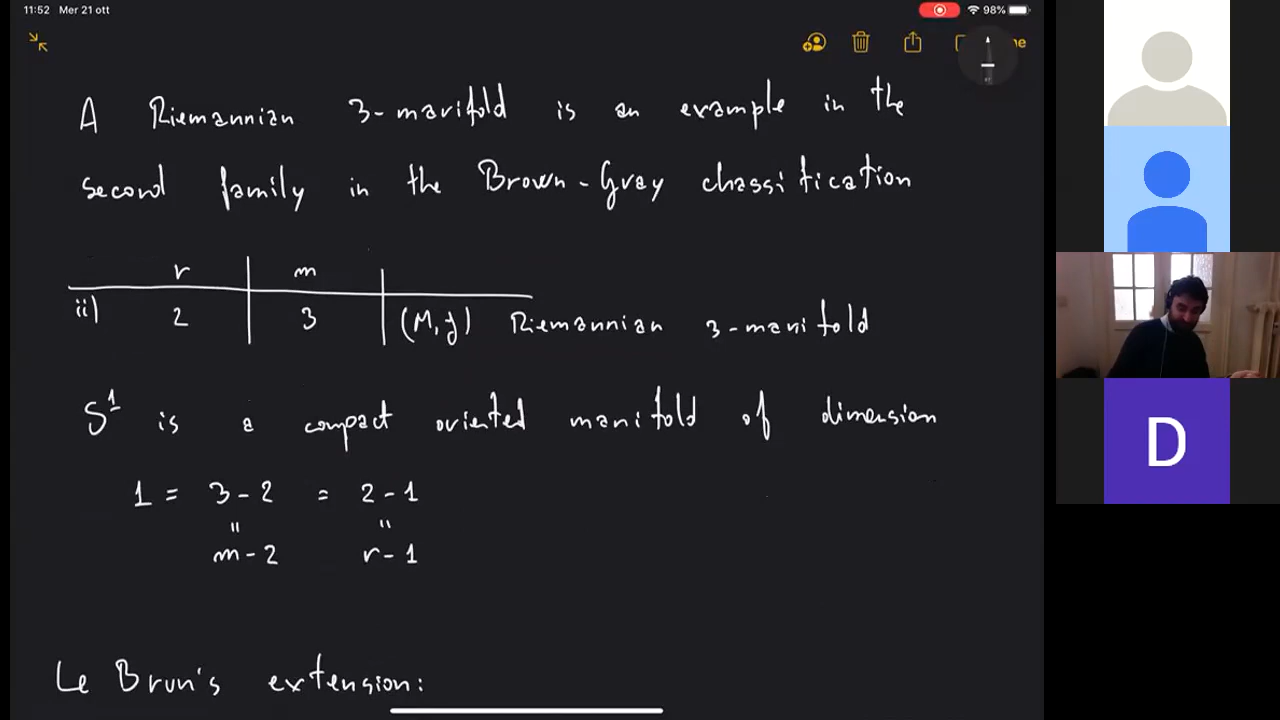 11:52 Mer 21 ott
98%
A Riemannian 3-manifold is an example in the
second family in the Brown-Gray chassification
r m
ii) 2 3 (M, g) Riemannian 3-manifold
S¹ is a compact oriented manifold of dimension
1 = 3-2 = 2-1
" "
m-2 r-1
Le Brun's extension:
D